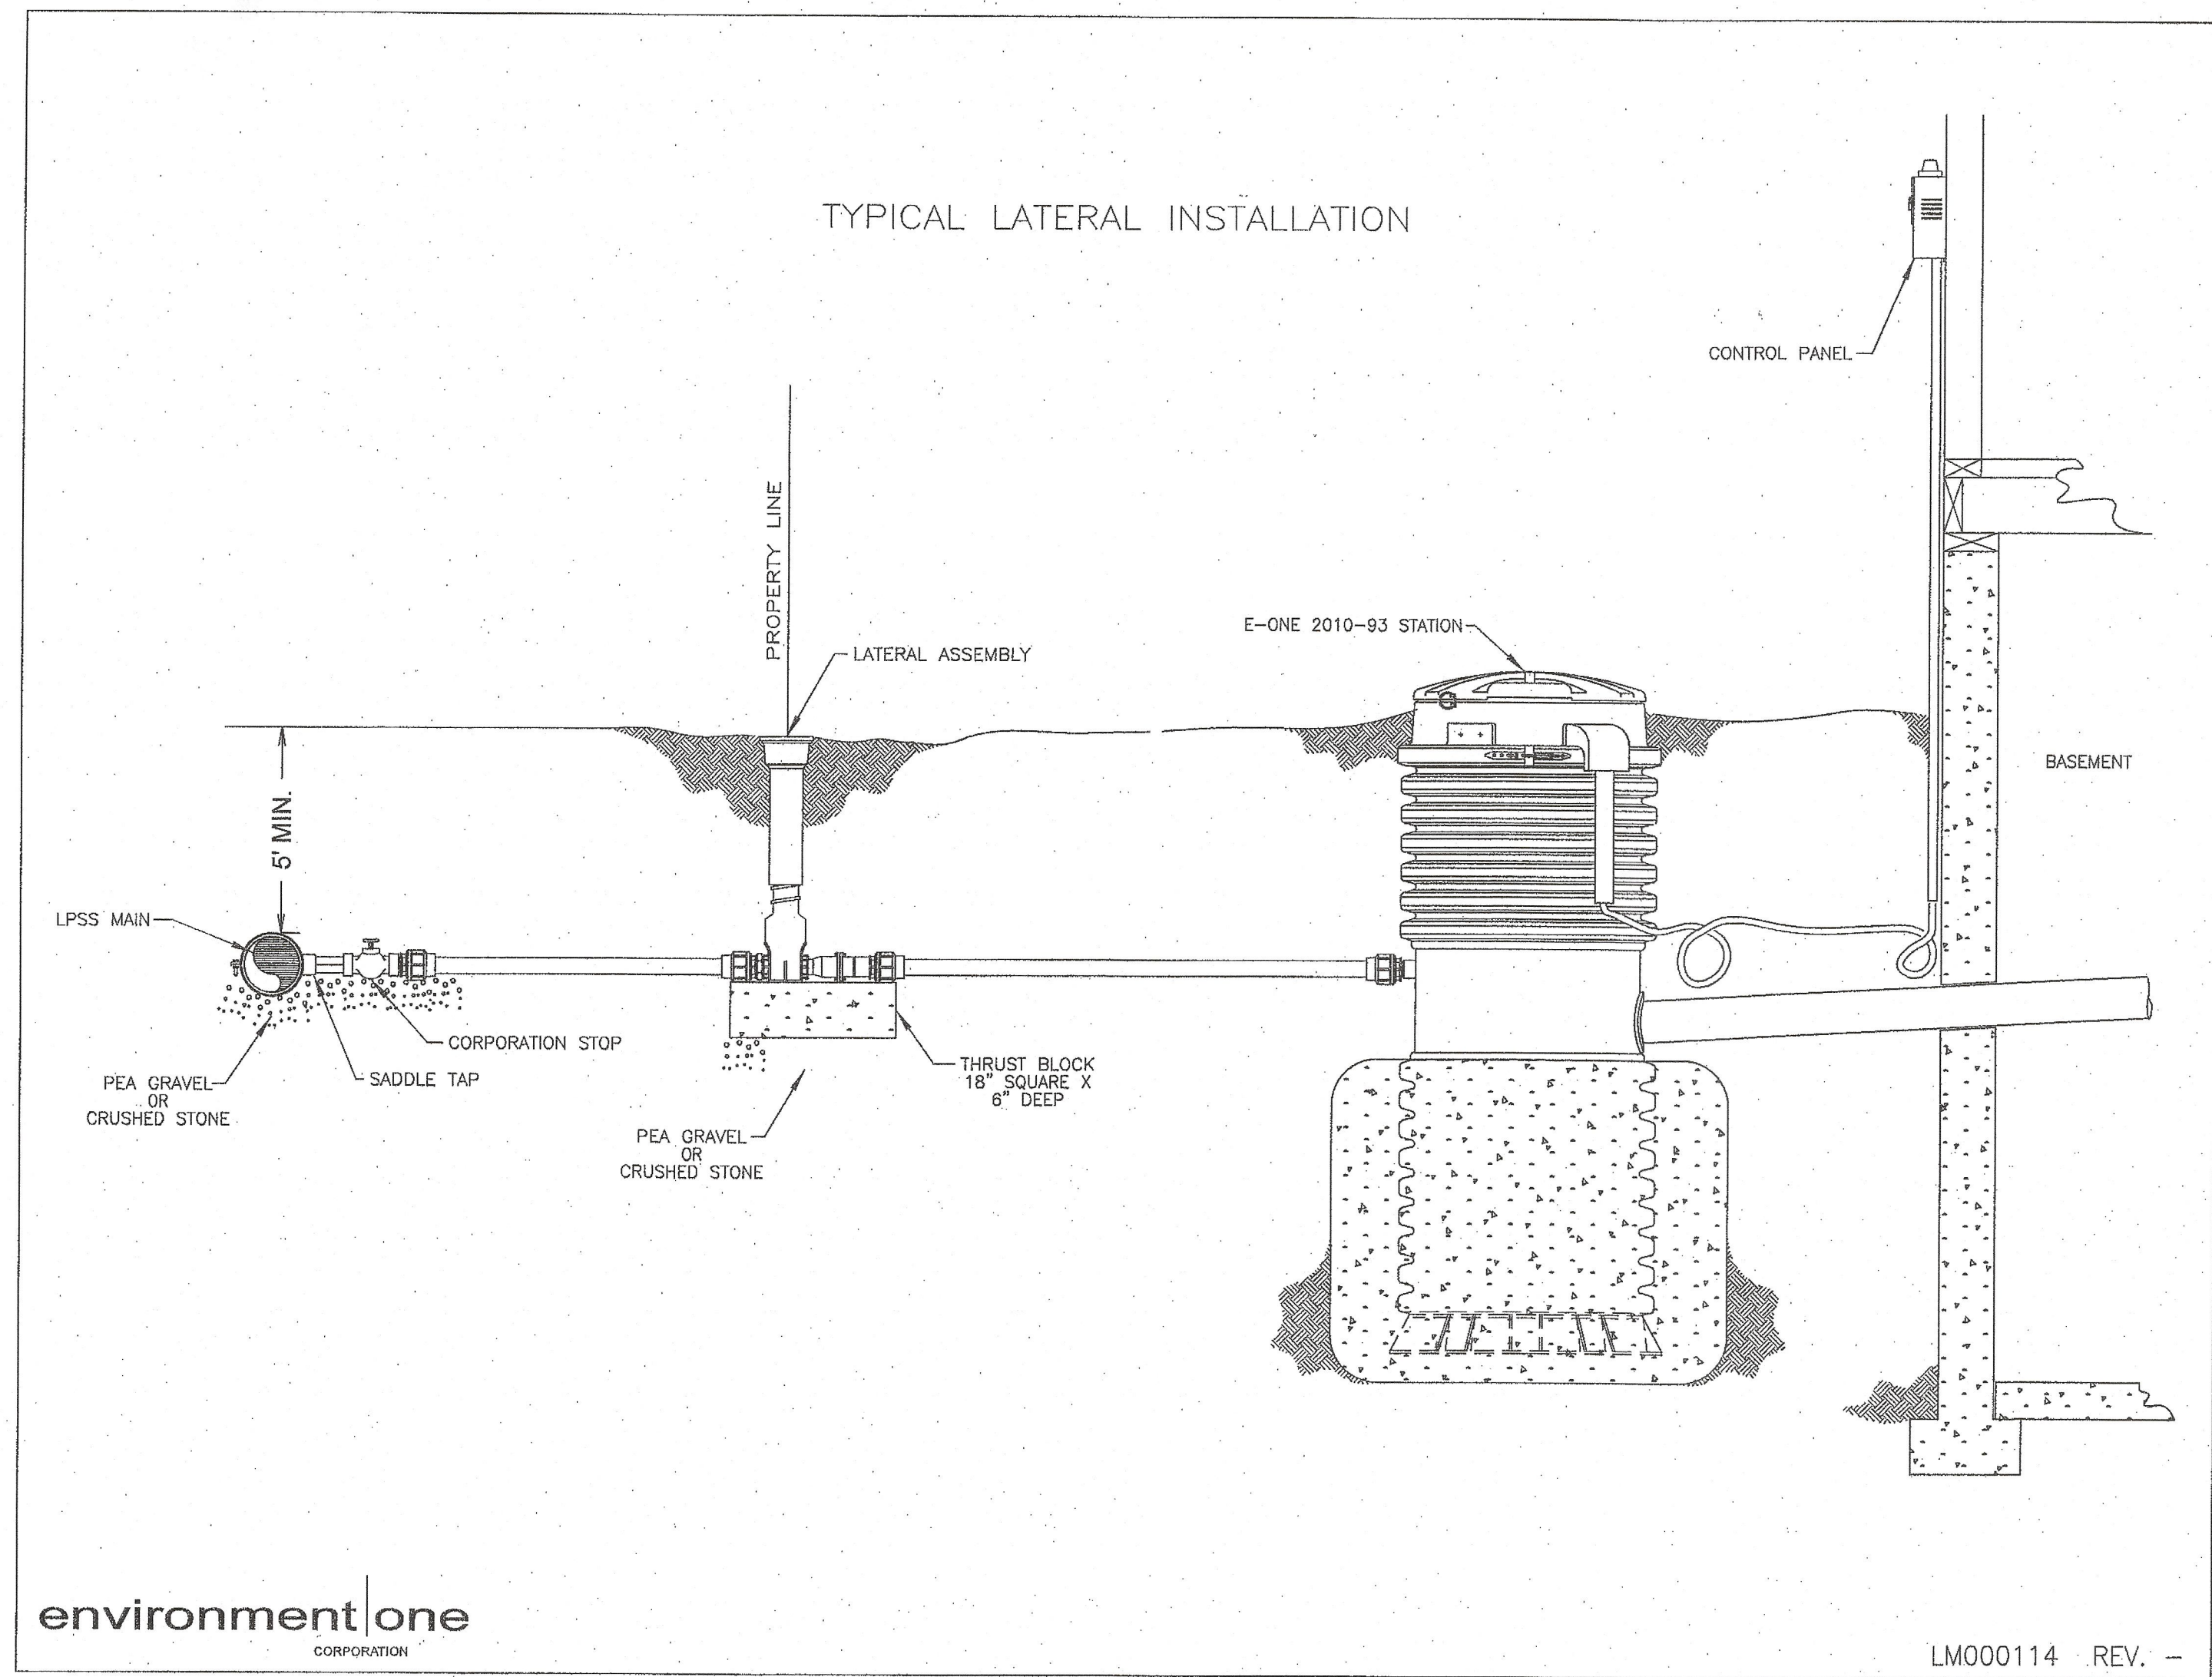 TYPICAL LATERAL INSTALLATION
CONTROL PANEL
PROPERTY LINE
E-ONE 2010-93 STATION
LATERAL ASSEMBLY
BASEMENT
5' MIN.
LPSS MAIN
CORPORATION STOP
SADDLE TAP
PEA GRAVEL
OR
CRUSHED STONE
THRUST BLOCK
18" SQUARE X
6" DEEP
PEA GRAVEL
OR
CRUSHED STONE
environment|one
CORPORATION
LM000114 REV. -